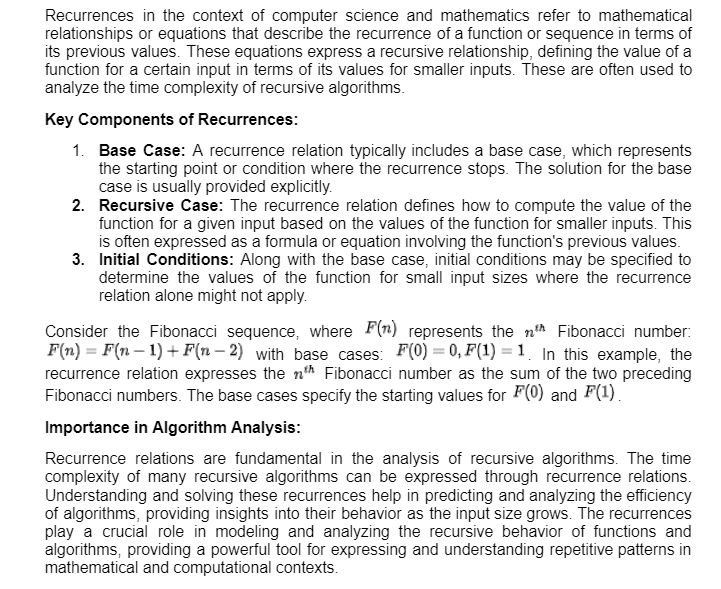 Recurrences in the context of computer science and mathematics refer to mathematical
relationships or equations that describe the recurrence of a function or sequence in terms of
its previous values. These equations express a recursive relationship, defining the value of a
function for a certain input in terms of its values for smaller inputs. These are often used to
analyze the time complexity of recursive algorithms.
Key Components of Recurrences:
1. Base Case: A recurrence relation typically includes a base case, which represents
the starting point or condition where the recurrence stops. The solution for the base
case is usually provided explicitly.
2. Recursive Case: The recurrence relation defines how to compute the value of the
function for a given input based on the values of the function for smaller inputs. This
is often expressed as a formula or equation involving the function's previous values.
3. Initial Conditions: Along with the base case, initial conditions may be specified to
determine the values of the function for small input sizes where the recurrence
relation alone might not apply.
Consider the Fibonacci sequence, where F(n) represents the nᵗʰ Fibonacci number:
F(n) = F(n − 1) + F(n − 2) with base cases: F(0) = 0, F(1) = 1. In this example, the
recurrence relation expresses the nᵗʰ Fibonacci number as the sum of the two preceding
Fibonacci numbers. The base cases specify the starting values for F(0) and F(1).
Importance in Algorithm Analysis:
Recurrence relations are fundamental in the analysis of recursive algorithms. The time
complexity of many recursive algorithms can be expressed through recurrence relations.
Understanding and solving these recurrences help in predicting and analyzing the efficiency
of algorithms, providing insights into their behavior as the input size grows. The recurrences
play a crucial role in modeling and analyzing the recursive behavior of functions and
algorithms, providing a powerful tool for expressing and understanding repetitive patterns in
mathematical and computational contexts.